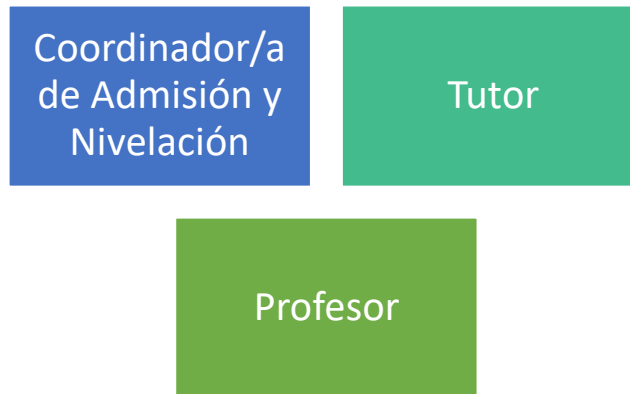 Coordinador/a
de Admisión y
Nivelación
Tutor
Profesor